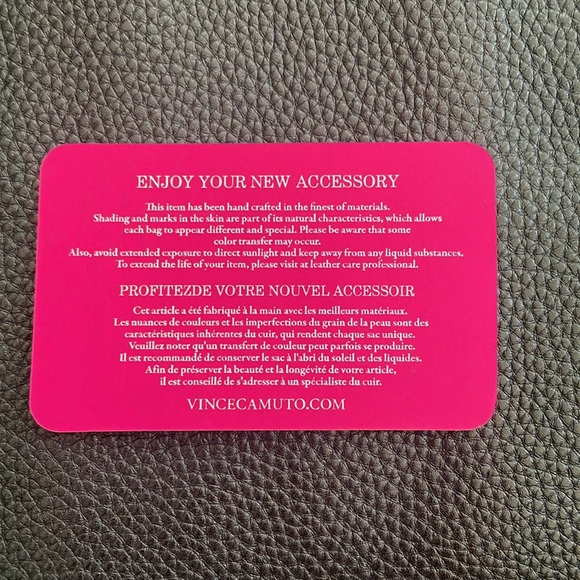 ENJOY YOUR NEW ACCESSORY
This item has been hand crafted in the finest of materials.
Shading and marks in the skin are part of its natural characteristics, which allows
each bag to appear different and special. Please be aware that some
color transfer may occur.
Also, avoid extended exposure to direct sunlight and keep away from any liquid substances.
To extend the life of your item, please visit at leather care professional.
PROFITEZDE VOTRE NOUVEL ACCESSOIR
Cet article a été fabriqué à la main avec les meilleurs matériaux.
Les nuances de couleurs et les imperfections du grain de la peau sont des
caractéristiques inhérentes du cuir, qui rendent chaque sac unique.
Veuillez noter qu'un transfert de couleur peut parfois se produire.
Il est recommandé de conserver le sac à l'abri du soleil et des liquides.
Afin de préserver la beauté et la longévité de votre article,
il est conseillé de s'adresser à un spécialiste du cuir.
VINCECAMUTO.COM